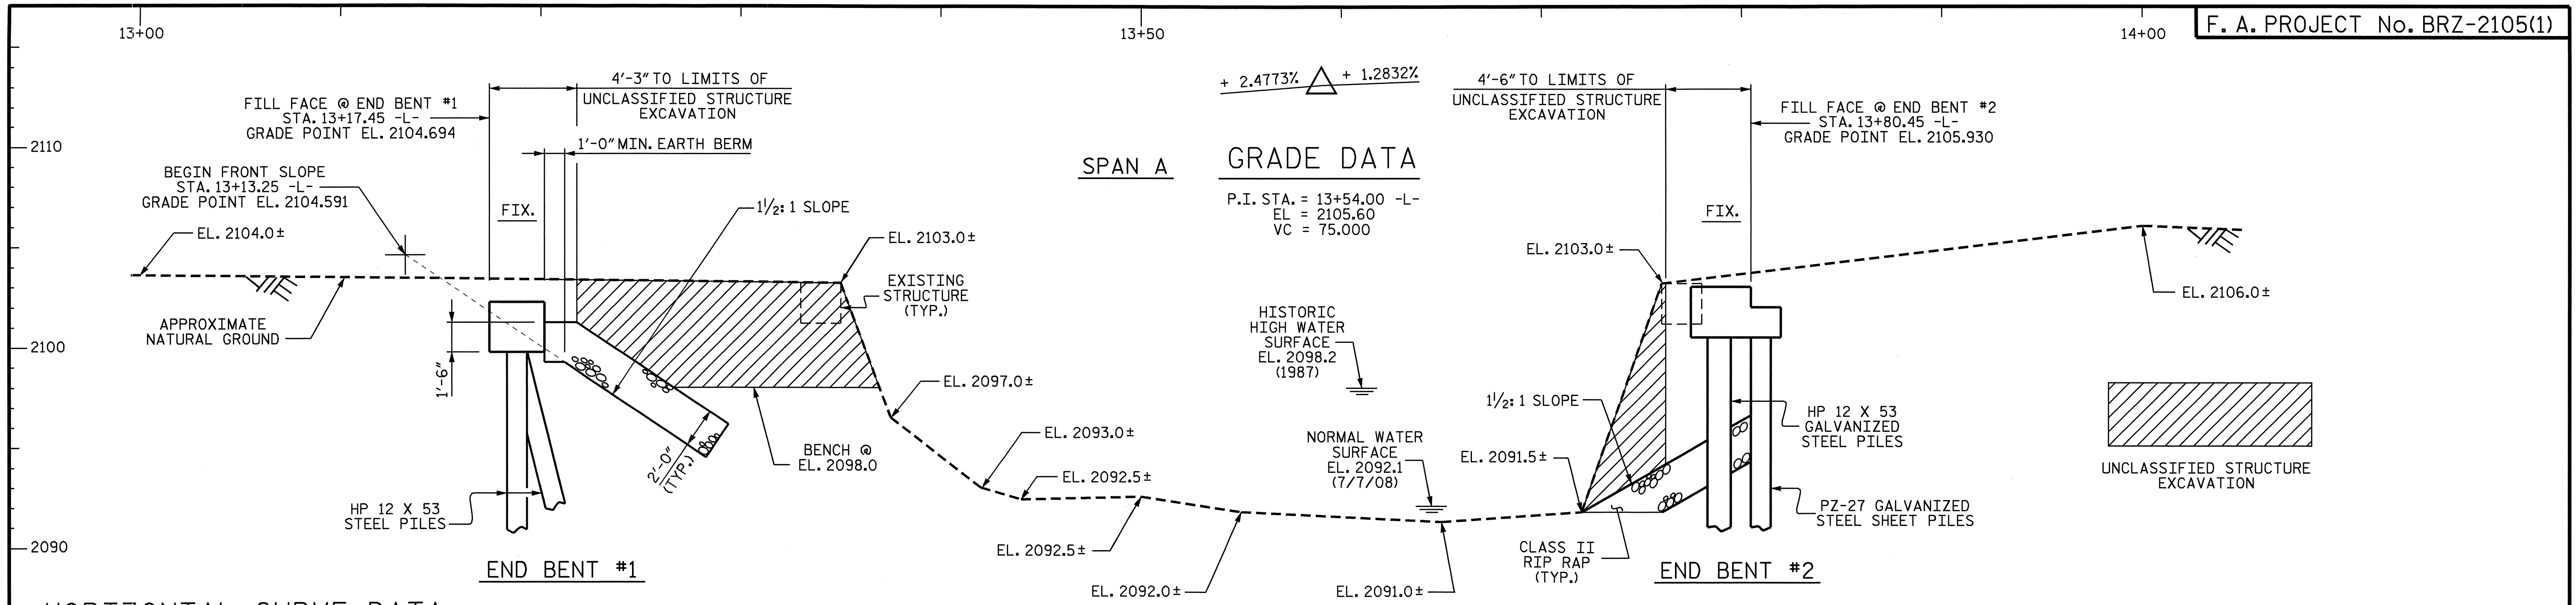 13+00
13+50
14+00
F. A. PROJECT No. BRZ-2105(1)
4'-3" TO LIMITS OF
UNCLASSIFIED STRUCTURE
EXCAVATION
FILL FACE @ END BENT #1
STA. 13+17.45 -L-
GRADE POINT EL. 2104.694
1'-0" MIN. EARTH BERM
+ 2.4773% + 1.2832%
4'-6" TO LIMITS OF
UNCLASSIFIED STRUCTURE
EXCAVATION
FILL FACE @ END BENT #2
STA. 13+80.45 -L-
GRADE POINT EL. 2105.930
2110
BEGIN FRONT SLOPE
STA. 13+13.25 -L-
GRADE POINT EL. 2104.591
SPAN A
GRADE DATA
P.I. STA. = 13+54.00 -L-
EL = 2105.60
VC = 75.000
FIX.
1½: 1 SLOPE
FIX.
EL. 2104.0±
EL. 2103.0±
EL. 2103.0±
EXISTING
STRUCTURE
(TYP.)
EL. 2106.0±
APPROXIMATE
NATURAL GROUND
HISTORIC
HIGH WATER
SURFACE
EL. 2098.2
(1987)
2100
1'-6"
EL. 2097.0±
1½: 1 SLOPE
HP 12 X 53
GALVANIZED
STEEL PILES
EL. 2093.0±
NORMAL WATER
SURFACE
EL. 2092.1
(7/7/08)
BENCH @
EL. 2098.0
2'-0"
(TYP.)
EL. 2091.5±
EL. 2092.5±
UNCLASSIFIED STRUCTURE
EXCAVATION
HP 12 X 53
STEEL PILES
PZ-27 GALVANIZED
STEEL SHEET PILES
2090
EL. 2092.5±
CLASS II
RIP RAP
(TYP.)
END BENT #1
END BENT #2
EL. 2092.0±
EL. 2091.0±
HORIZONTAL CURVE DATA